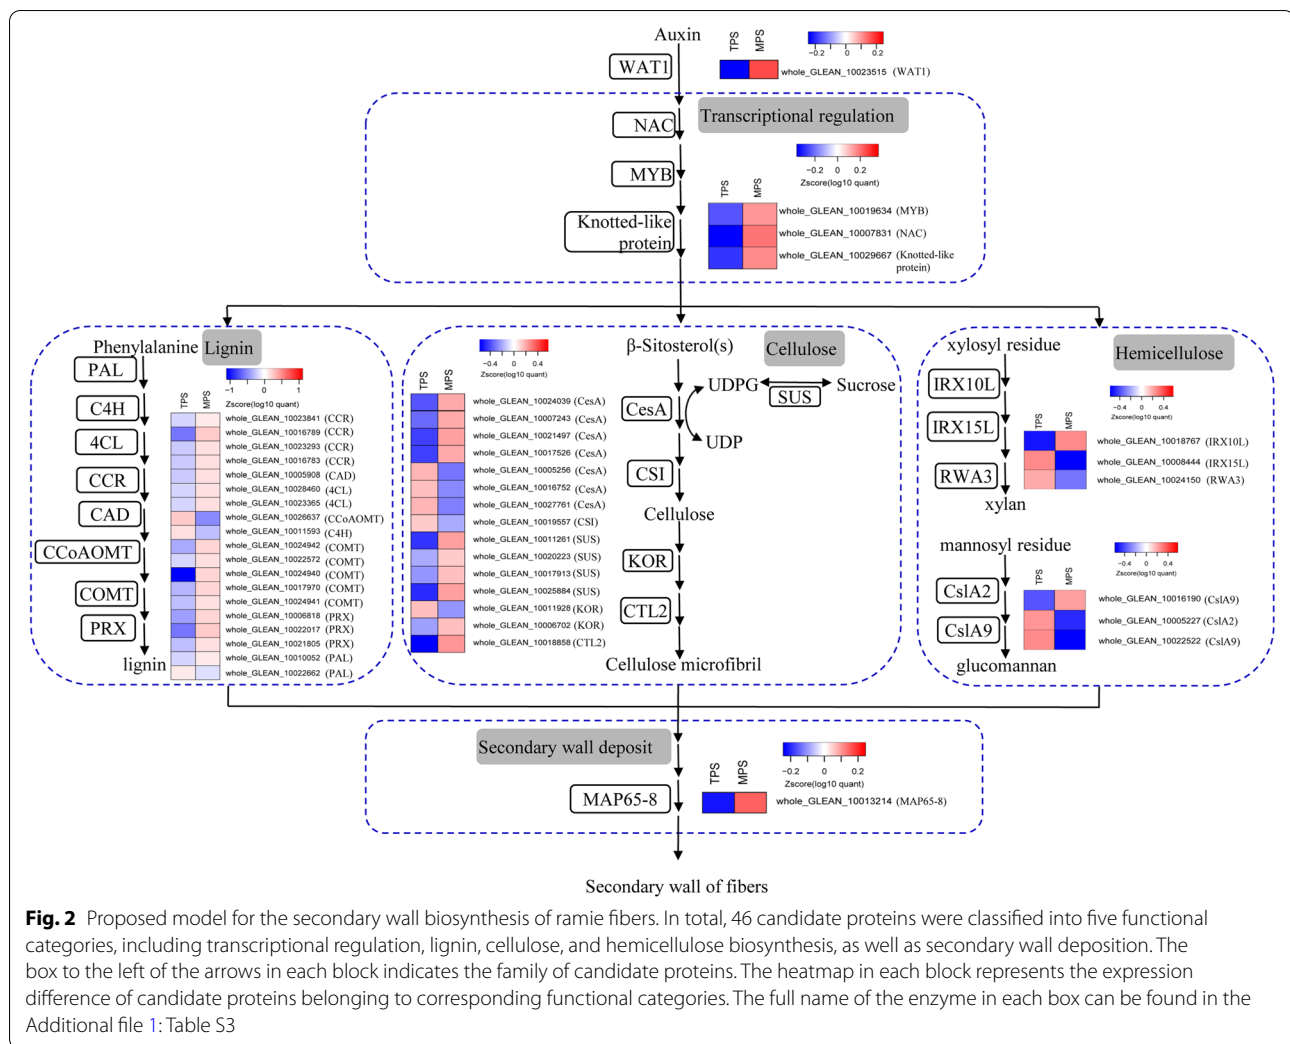 Auxin
WAT1
TPS
MPS
−0.2 0 0.2
whole_GLEAN_10023515 (WAT1)
Transcriptional regulation
NAC
MYB
Knotted-like
protein
−0.2 0.2
Zscore(log10 quant)
TPS
MPS
whole_GLEAN_10019634 (MYB)
whole_GLEAN_10007831 (NAC)
whole_GLEAN_10029667 (Knotted-like
protein)
Phenylalanine
Lignin
PAL
C4H
4CL
CCR
CAD
CCoAOMT
COMT
PRX
lignin
−1 0 1
Zscore(log10 quant)
TPS
MPS
whole_GLEAN_10023841 (CCR)
whole_GLEAN_10016789 (CCR)
whole_GLEAN_10023293 (CCR)
whole_GLEAN_10016783 (CCR)
whole_GLEAN_10005908 (CAD)
whole_GLEAN_10028460 (4CL)
whole_GLEAN_10023365 (4CL)
whole_GLEAN_10026637 (CCoAOMT)
whole_GLEAN_10011593 (C4H)
whole_GLEAN_10024942 (COMT)
whole_GLEAN_10022572 (COMT)
whole_GLEAN_10024940 (COMT)
whole_GLEAN_10017970 (COMT)
whole_GLEAN_10024941 (COMT)
whole_GLEAN_10006818 (PRX)
whole_GLEAN_10022017 (PRX)
whole_GLEAN_10021805 (PRX)
whole_GLEAN_10010052 (PAL)
whole_GLEAN_10022662 (PAL)
−0.6 0 0.6
Zscore(log10 quant)
TPS
MPS
whole_GLEAN_10024039 (CesA)
whole_GLEAN_10007243 (CesA)
whole_GLEAN_10021497 (CesA)
whole_GLEAN_10017526 (CesA)
whole_GLEAN_10005256 (CesA)
whole_GLEAN_10016752 (CesA)
whole_GLEAN_10027761 (CesA)
whole_GLEAN_10019557 (CSI)
whole_GLEAN_10011261 (SUS)
whole_GLEAN_10020223 (SUS)
whole_GLEAN_10017913 (SUS)
whole_GLEAN_10025884 (SUS)
whole_GLEAN_10011928 (KOR)
whole_GLEAN_10006702 (KOR)
whole_GLEAN_10018858 (CTL2)
β-Sitosterol(s)
Cellulose
UDPG
Sucrose
SUS
CesA
UDP
CSI
Cellulose
KOR
CTL2
Cellulose microfibril
xylosyl residue
Hemicellulose
IRX10L
IRX15L
RWA3
xylan
−0.4 0 0.4
Zscore(log10 quant)
TPS
MPS
whole_GLEAN_10018767 (IRX10L)
whole_GLEAN_10008444 (IRX15L)
whole_GLEAN_10024150 (RWA3)
mannosyl residue
CslA2
CslA9
glucomannan
−0.4 0 0.4
Zscore(log10 quant)
TPS
MPS
whole_GLEAN_10016190 (CslA9)
whole_GLEAN_10005227 (CslA2)
whole_GLEAN_10022522 (CslA9)
Secondary wall deposit
MAP65-8
TPS
MPS
−0.2 0 0.2
Zscore(log10 quant)
whole_GLEAN_10013214 (MAP65-8)
Secondary wall of fibers
Fig. 2 Proposed model for the secondary wall biosynthesis of ramie fibers. In total, 46 candidate proteins were classified into five functional
categories, including transcriptional regulation, lignin, cellulose, and hemicellulose biosynthesis, as well as secondary wall deposition. The
box to the left of the arrows in each block indicates the family of candidate proteins. The heatmap in each block represents the expression
difference of candidate proteins belonging to corresponding functional categories. The full name of the enzyme in each box can be found in the
Additional file 1: Table S3